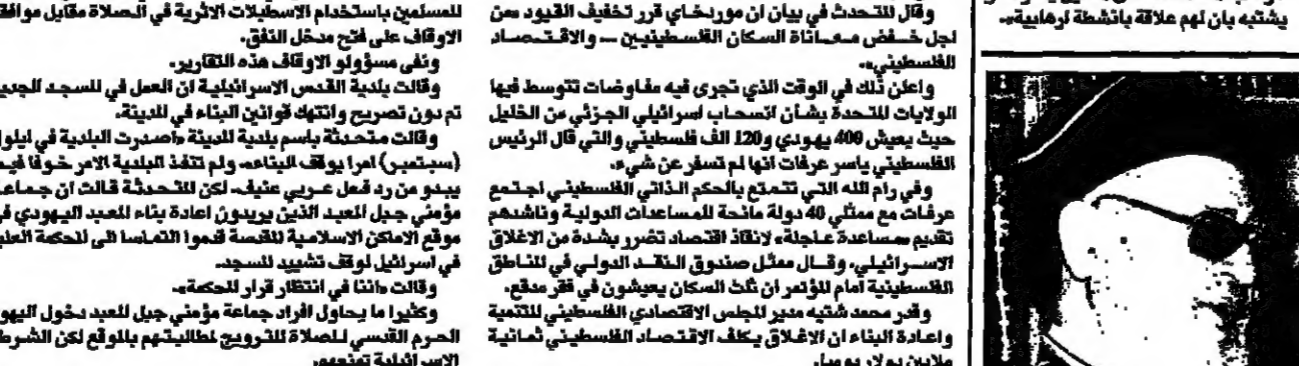 يشتبه بان لهم علاقة بانشطة ارهابية».
وقال المتحدث في بيان ان موردخاي قرر تخفيف القيود «من
اجل خفض معاناة السكان الفلسطينيين ــ والاقتصاد
الفلسطيني».
واعلن ذلك في الوقت الذي تجرى فيه مفاوضات تتوسط فيها
الولايات المتحدة بشأن انسحاب اسرائيلي الجزئي من الخليل
حيث يعيش 400 يهودي و120 الف فلسطيني والتي قال الرئيس
الفلسطيني ياسر عرفات انها لم تسفر عن شيء.
وفي رام الله التي تتمتع بالحكم الذاتي الفلسطيني اجتمع
عرفات مع ممثلي 40 دولة مانحة للمساعدات الدولية وناشدهم
تقديم «مساعدة عاجلة» لانقاذ اقتصاد تضرر بشدة من الاغلاق
الاسرائيلي. وقال ممثل صندوق النقد الدولي في المناطق
الفلسطينية امام المؤتمر ان ثلث السكان يعيشون في فقر مدقع.
وقدر محمد شتيه مدير المجلس الاقتصادي الفلسطيني للتنمية
واعادة البناء ان الاغلاق يكلف الاقتصاد الفلسطيني ثمانية
ملايين دولار يوميا.
للمسلمين باستخدام الاسطبلات الاثرية في الصلاة مقابل
الاوقاف على فتح مدخل النفق.
ونفى مسؤولو الاوقاف هذه التقارير.
وقالت بلدية القدس الاسرائيلية ان العمل في المسجد
تم بدون تصريح وانتهك قوانين البناء في المدينة.
وقالت متحدثة باسم بلدية المدينة «اصدرت البلدية في
(سبتمبر) امرا بوقف البناء». ولم تنفذ البلدية الامر خوفا
يبدو من رد فعل عربي عنيف. لكن المتحدثة قالت ان
مؤمني جبل المعبد الذين يريدون اعادة بناء المعبد اليهودي
موقع الاماكن الاسلامية المقدسة قدموا التماسا الى المحكمة
في اسرائيل لوقف تشييد المسجد.
وقالت «اننا في انتظار قرار المحكمة».
وكثيرا ما يحاول افراد جماعة مؤمني جبل المعبد دخول
الحرم القدسي للصلاة للترويج لمطالبتهم بالموقع لكن
الاسرائيلية تمنعهم.